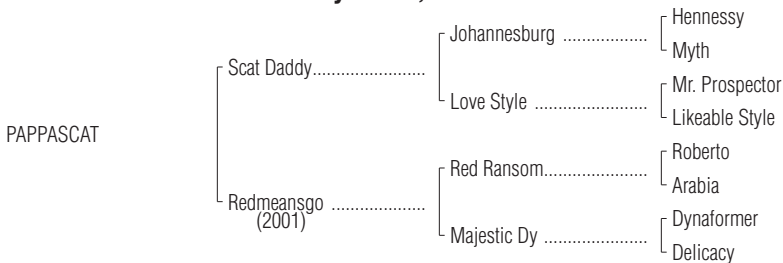 Hennessy
Johannesburg ..................
Myth
Scat Daddy........................
Mr. Prospector
Love Style ........................
Likeable Style
PAPPASCAT
Roberto
Red Ransom......................
Arabia
Redmeansgo ....................
(2001)
Dynaformer
Majestic Dy ......................
Delicacy